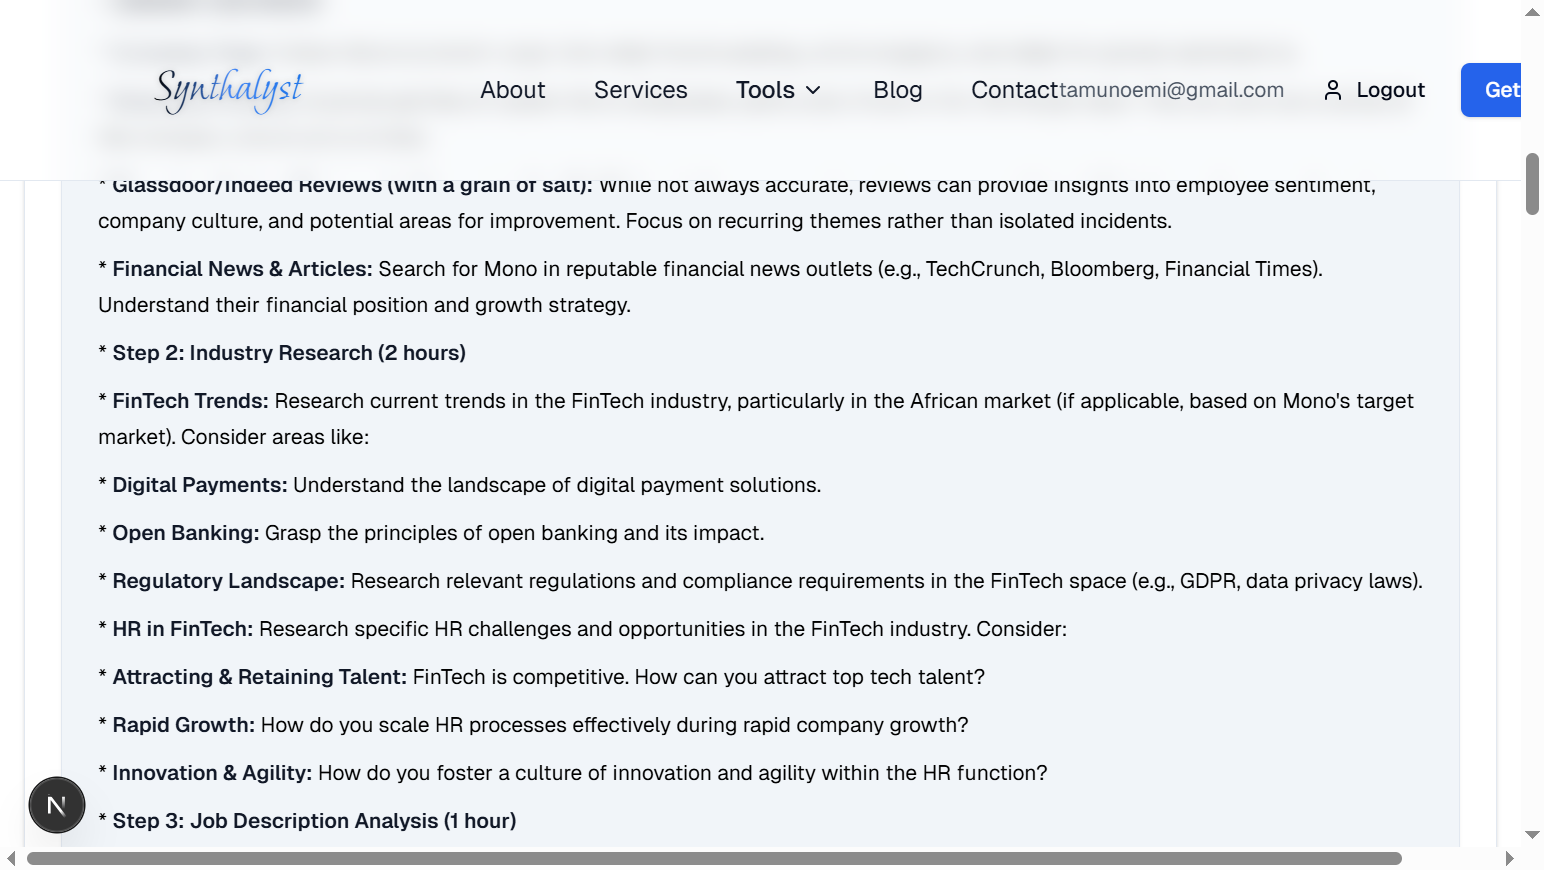 Synthalyst
About
Services
Tools
Blog
Contact
tamunoemi@gmail.com
Logout
Get
* Glassdoor/Indeed Reviews (with a grain of salt): While not always accurate, reviews can provide insights into employee sentiment,
company culture, and potential areas for improvement. Focus on recurring themes rather than isolated incidents.
* Financial News & Articles: Search for Mono in reputable financial news outlets (e.g., TechCrunch, Bloomberg, Financial Times).
Understand their financial position and growth strategy.
* Step 2: Industry Research (2 hours)
* FinTech Trends: Research current trends in the FinTech industry, particularly in the African market (if applicable, based on Mono's target
market). Consider areas like:
* Digital Payments: Understand the landscape of digital payment solutions.
* Open Banking: Grasp the principles of open banking and its impact.
* Regulatory Landscape: Research relevant regulations and compliance requirements in the FinTech space (e.g., GDPR, data privacy laws).
* HR in FinTech: Research specific HR challenges and opportunities in the FinTech industry. Consider:
* Attracting & Retaining Talent: FinTech is competitive. How can you attract top tech talent?
* Rapid Growth: How do you scale HR processes effectively during rapid company growth?
* Innovation & Agility: How do you foster a culture of innovation and agility within the HR function?
N
* Step 3: Job Description Analysis (1 hour)